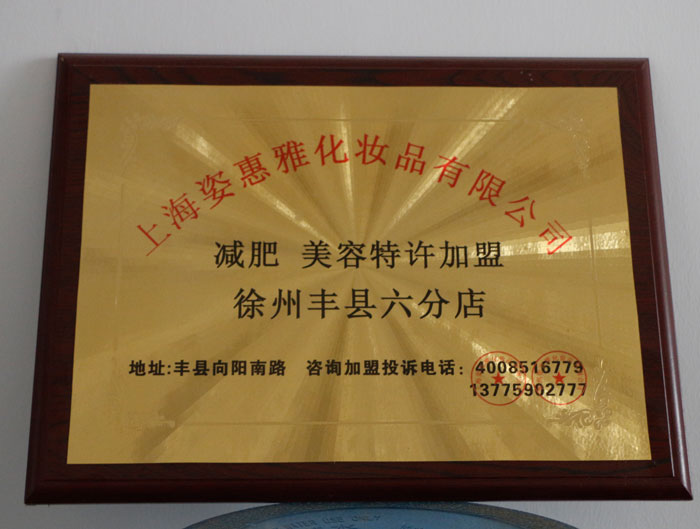 上海姿惠雅化妆品有限公司
减肥 美容特许加盟
徐州丰县六分店
地址:丰县向阳南路 咨询加盟投诉电话: 4008516779
13775902777